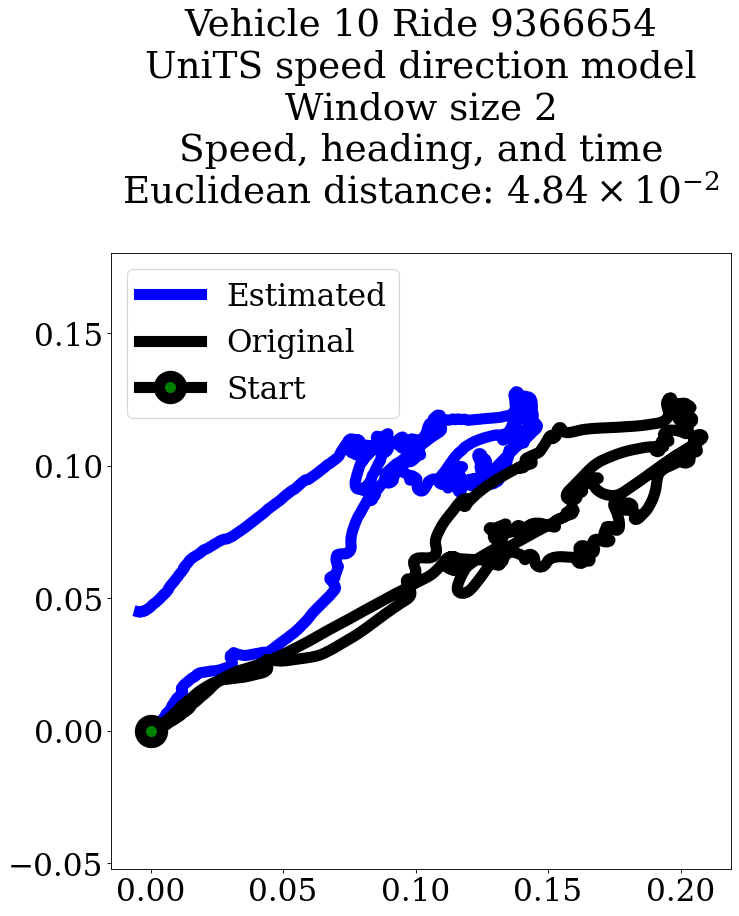 Vehicle 10 Ride 9366654
UniTS speed direction model
Window size 2
Speed, heading, and time
Euclidean distance: 4.84 × 10⁻²
Estimated
Original
Start
0.15
0.10
0.05
0.00
−0.05
0.00 0.05 0.10 0.15 0.20